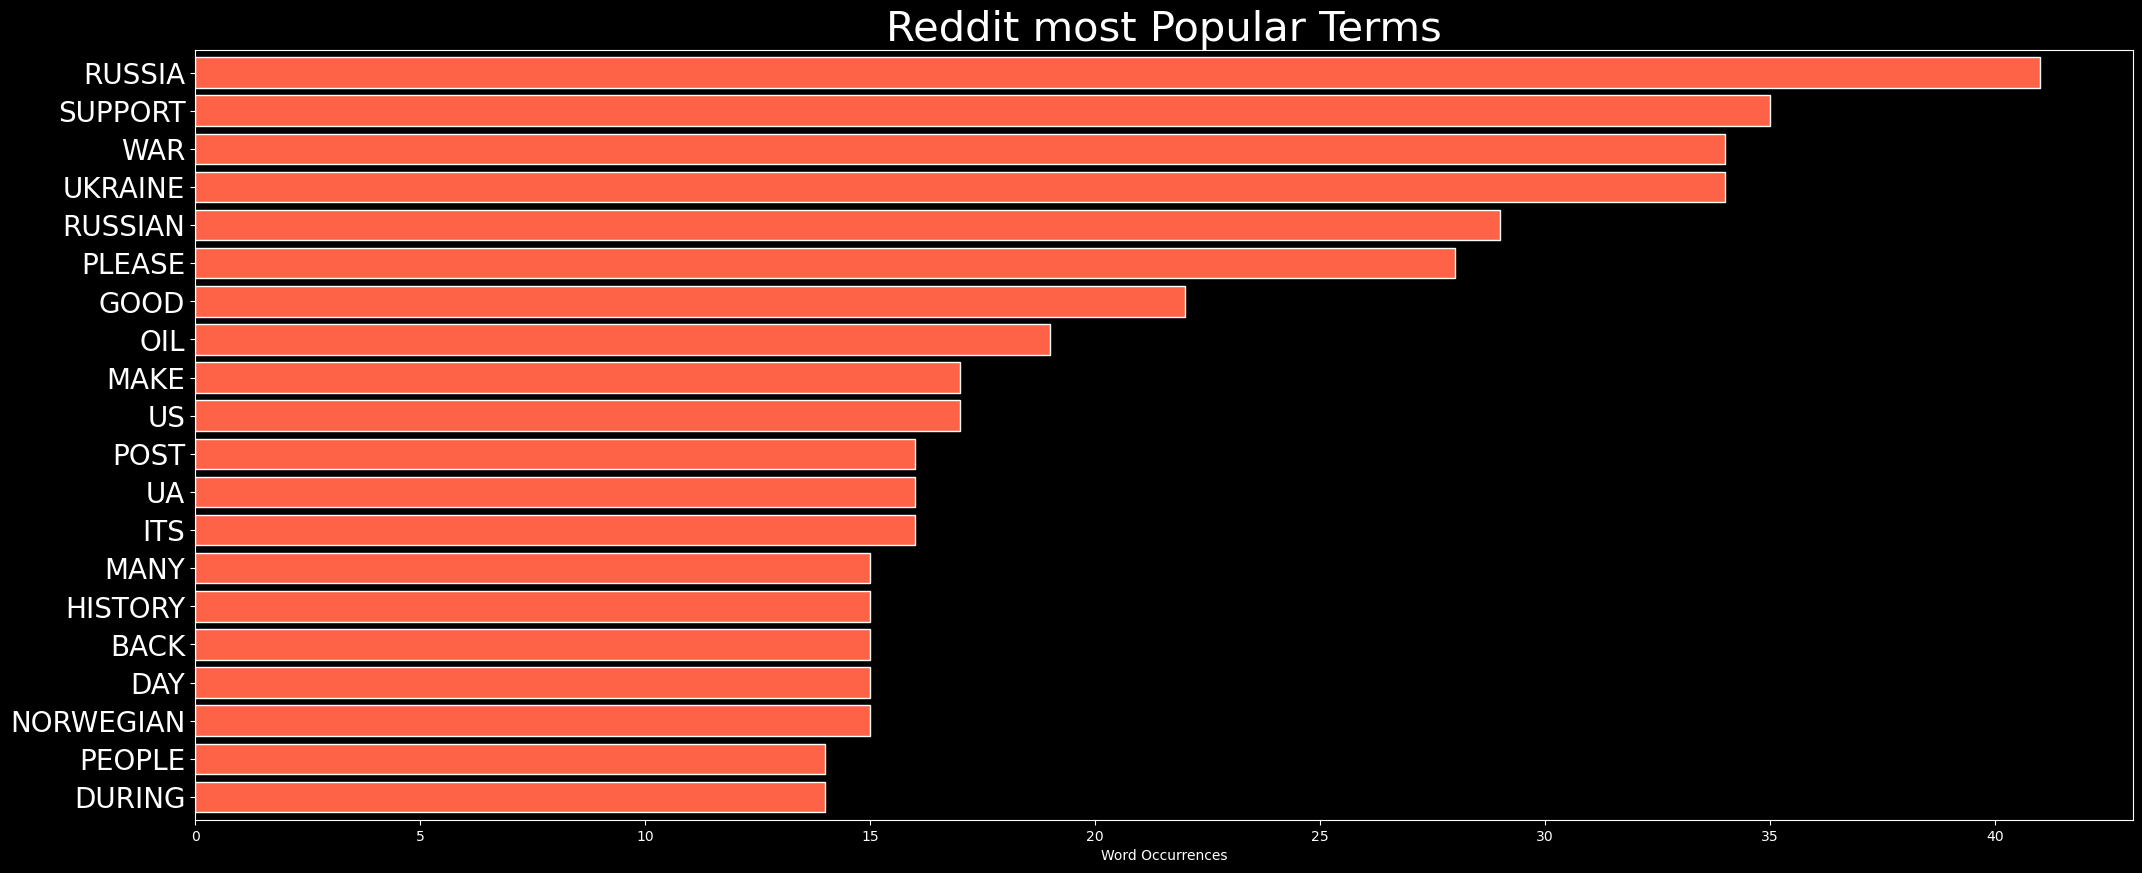 Reddit most Popular Terms
RUSSIA
SUPPORT
WAR
UKRAINE
RUSSIAN
PLEASE
GOOD
OIL
MAKE
US
POST
UA
ITS
MANY
HISTORY
BACK
DAY
NORWEGIAN
PEOPLE
DURING
0 5 10 15 20 25 30 35 40
Word Occurrences